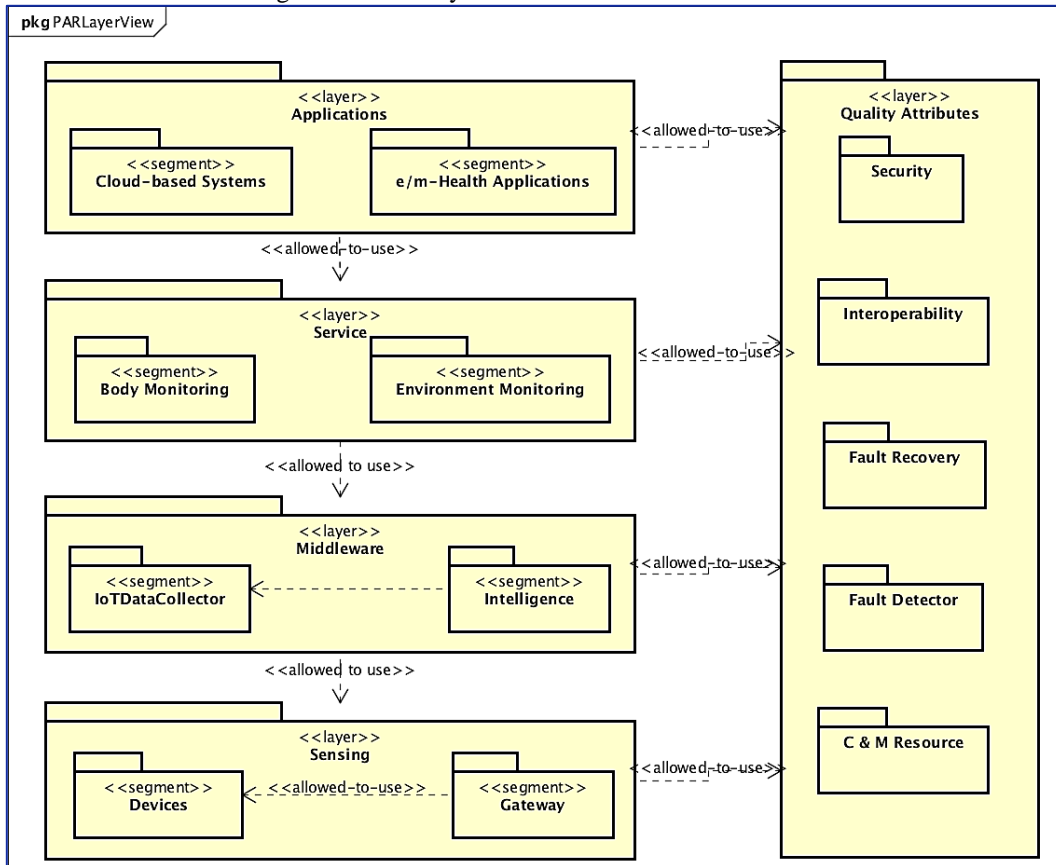 pkg PARLayerView
<<layer>>
Applications
<<segment>>
Cloud-based Systems
<<segment>>
e/m-Health Applications
<<allowed-to-use>>
<<allowed-to-use>>
<<layer>>
Service
<<segment>>
Body Monitoring
<<segment>>
Environment Monitoring
<<allowed-to-use>>
<<allowed to use>>
<<layer>>
Middleware
<<segment>>
IoTDataCollector
<<segment>>
Intelligence
<<allowed-to-use>>
<<allowed to use>>
<<layer>>
Sensing
<<segment>>
Devices
<<allowed-to-use>>
<<segment>>
Gateway
<<allowed-to-use>>
<<layer>>
Quality Attributes
Security
Interoperability
Fault Recovery
Fault Detector
C & M Resource